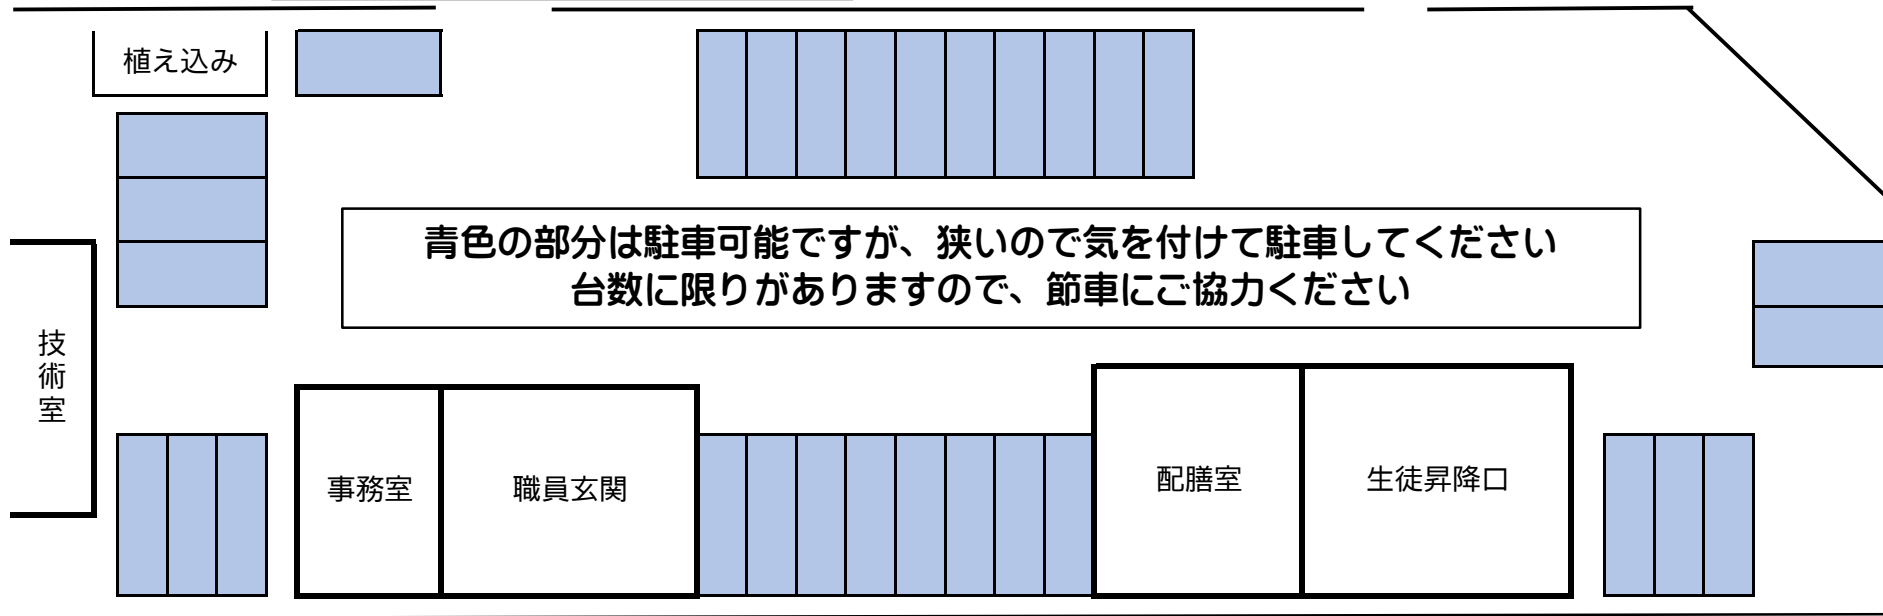 植え込み
青色の部分は駐車可能ですが、狭いので気を付けて駐車してください
台数に限りがありますので、節車にご協力ください
技術室
事務室
職員玄関
配膳室
生徒昇降口